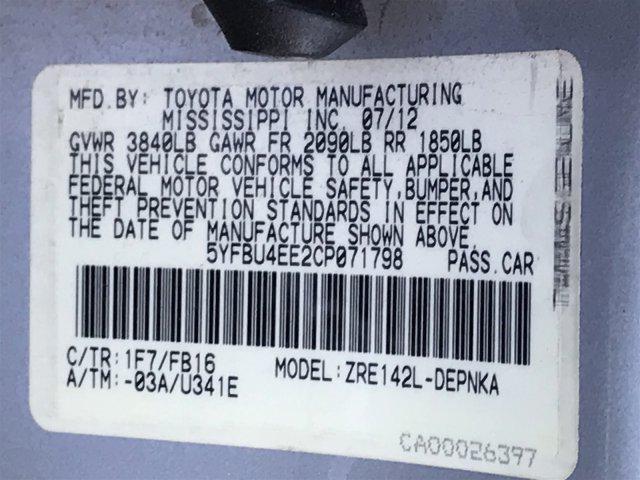 MFD.BY: TOYOTA MOTOR MANUFACTURING
MISSISSIPPI INC. 07/12
GVWR 3840LB GAWR FR 2090LB RR 1850LB
THIS VEHICLE CONFORMS TO ALL APPLICABLE
FEDERAL MOTOR VEHICLE SAFETY,BUMPER,AND
THEFT PREVENTION STANDARDS IN EFFECT ON
THE DATE OF MANUFACTURE SHOWN ABOVE.
5YFBU4EE2CP071798 PASS.CAR
C/TR:1F7/FB16 MODEL:ZRE142L-DEPNKA
A/TM:-03A/U341E
CA00026397